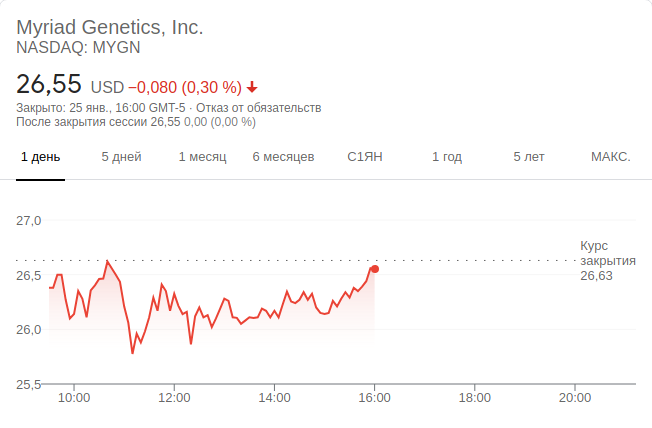 Myriad Genetics, Inc.
NASDAQ: MYGN
26,55 USD −0,080 (0,30 %)
Закрыто: 25 янв., 16:00 GMT-5 · Отказ от обязательств
После закрытия сессии 26,55 0,00 (0,00 %)
1 день 5 дней 1 месяц 6 месяцев С1ЯН 1 год 5 лет МАКС.
27,0
Курс
закрытия
26,63
26,5
26,0
25,5
10:00 12:00 14:00 16:00 18:00 20:00